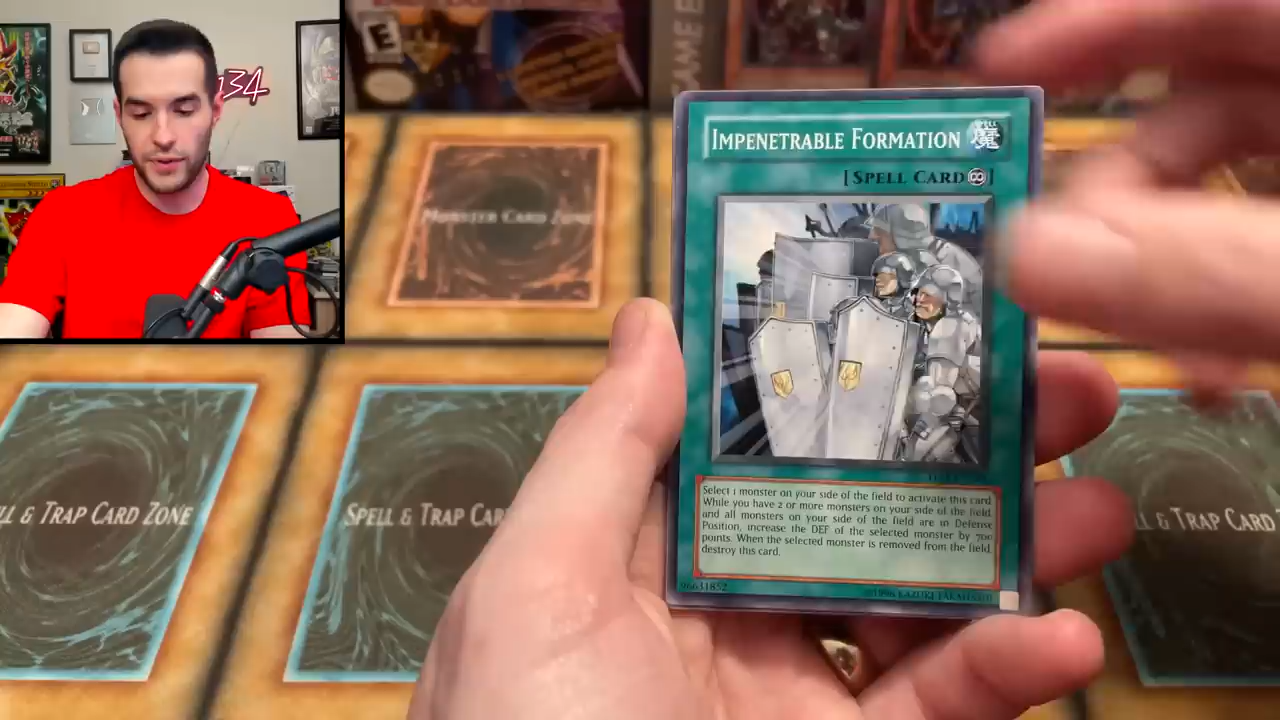 134
E
GAME
MONSTER CARD ZONE
IMPENETRABLE FORMATION 魔
[SPELL CARD]
Select 1 monster on your side of the field to activate this card.
While you have 2 or more monsters on your side of the field
and all monsters on your side of the field are in Defense
Position, increase the DEF of the selected monster by 700
points. When the selected monster is removed from the field,
destroy this card.
96631852
©1996 KAZUKI TAKAHASHI
LL & TRAP CARD ZONE
SPELL & TRAP CAR
LL & TRAP CARD